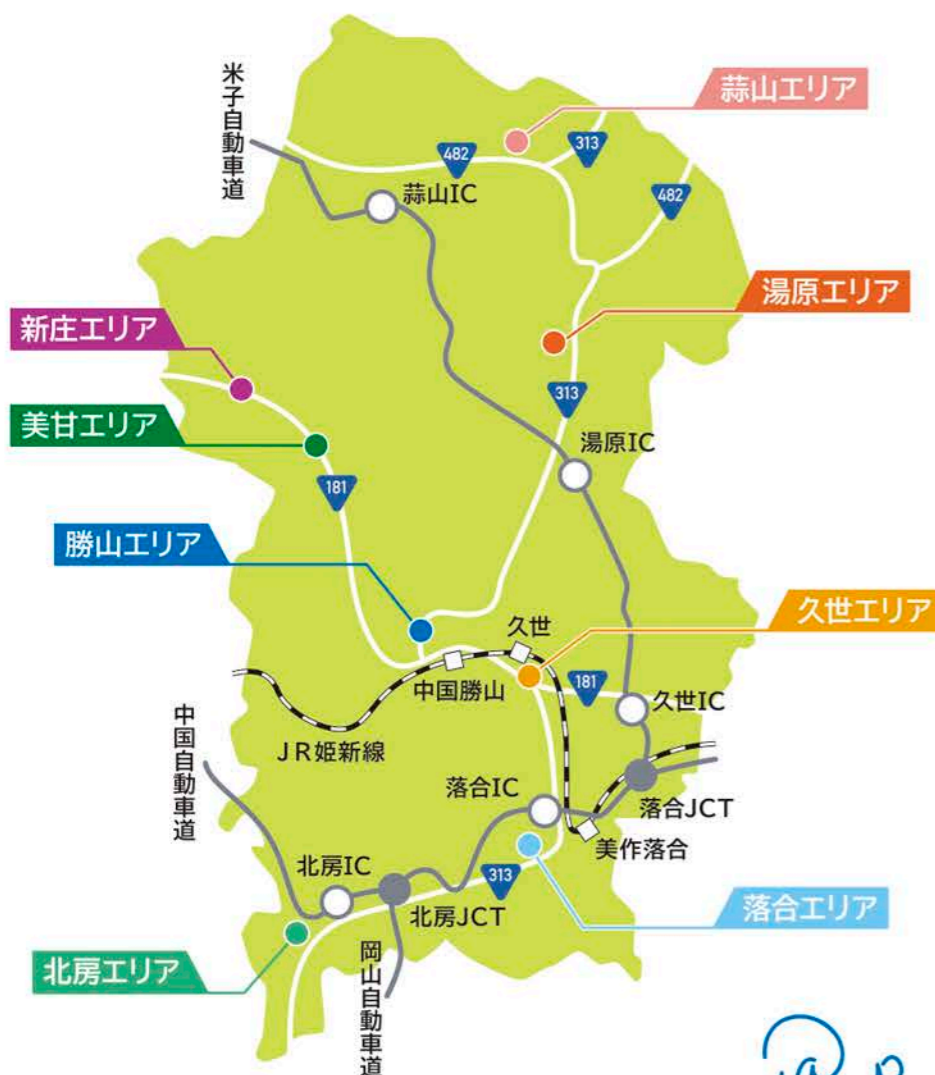 米子自動車道
蒜山エリア
482
313
蒜山IC
482
湯原エリア
新庄エリア
313
美甘エリア
湯原IC
181
勝山エリア
久世エリア
久世
中国勝山
181
久世IC
JR姫新線
中国自動車道
落合IC
落合JCT
美作落合
北房IC
313
北房JCT
落合エリア
北房エリア
岡山自動車道